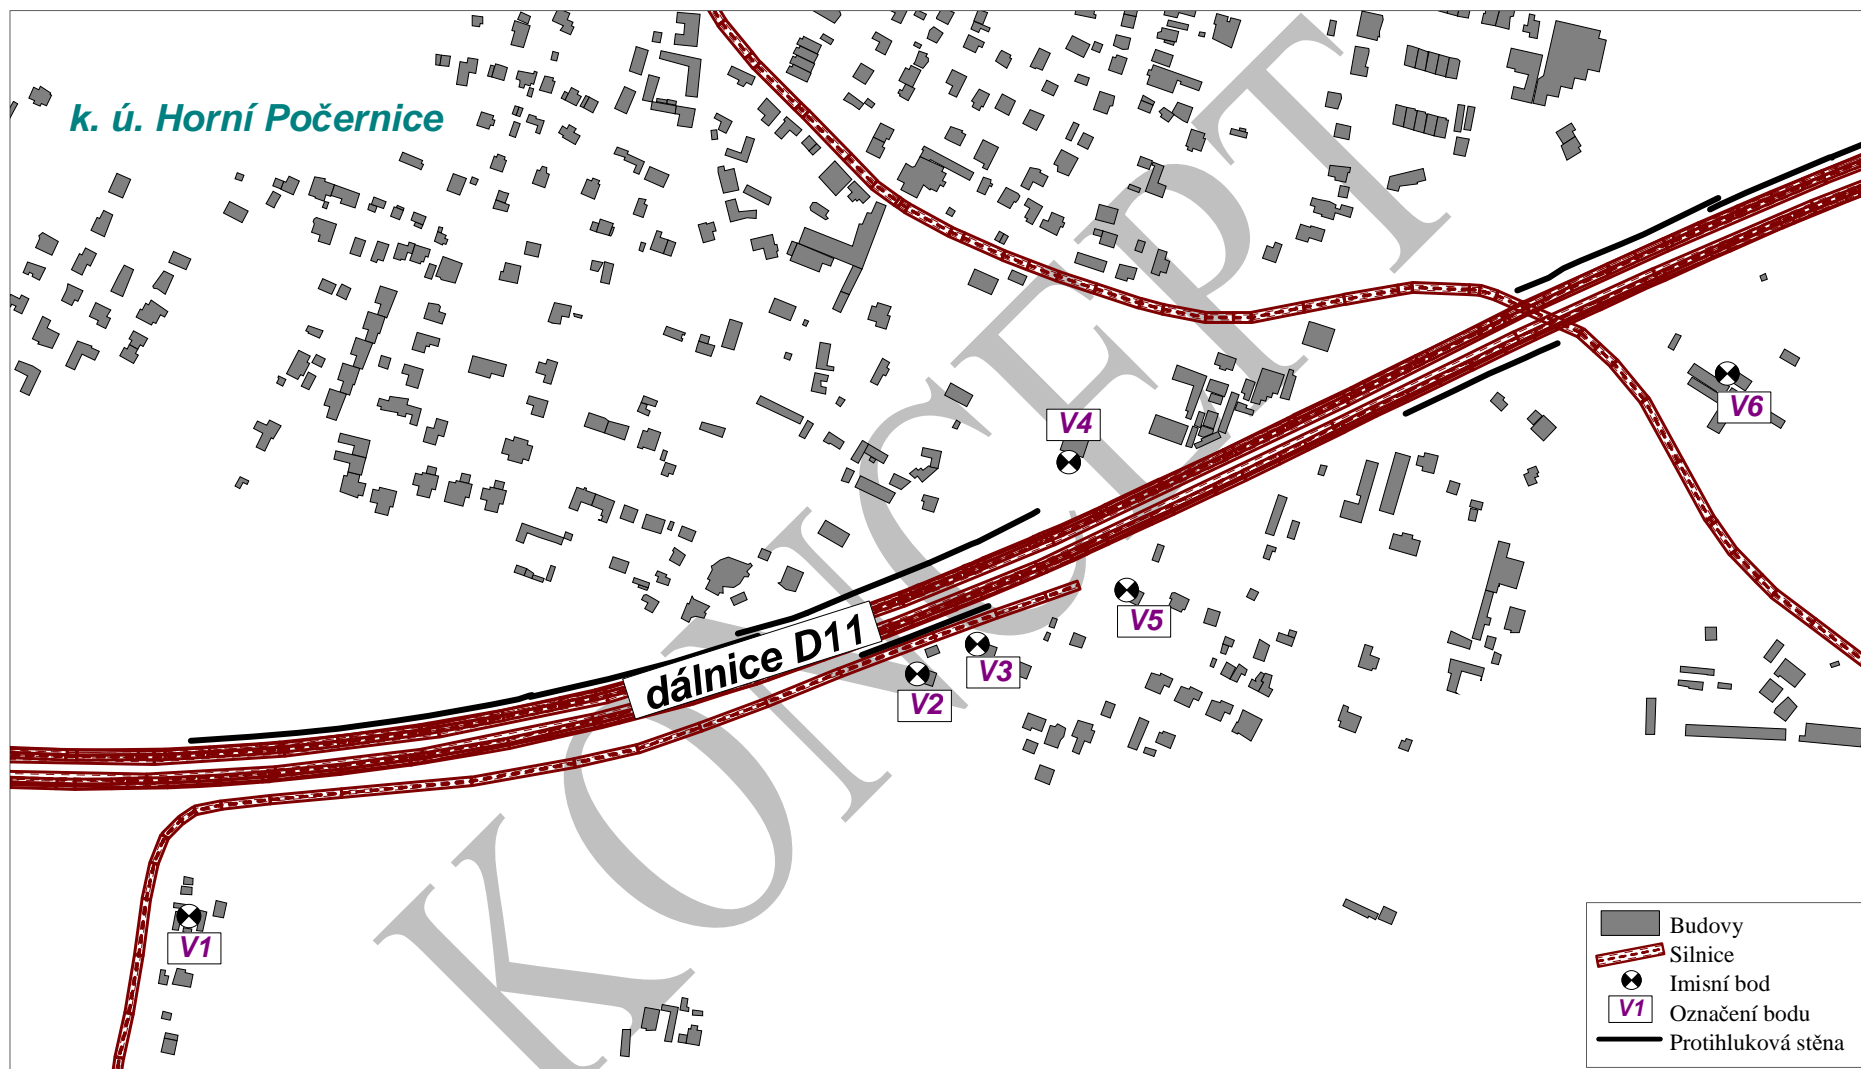 k. ú. Horní Počernice
KONCEPT
V4
V6
dálnice D11
V5
V3
V2
V1
Budovy
Silnice
Imisní bod
V1 Označení bodu
Protihluková stěna